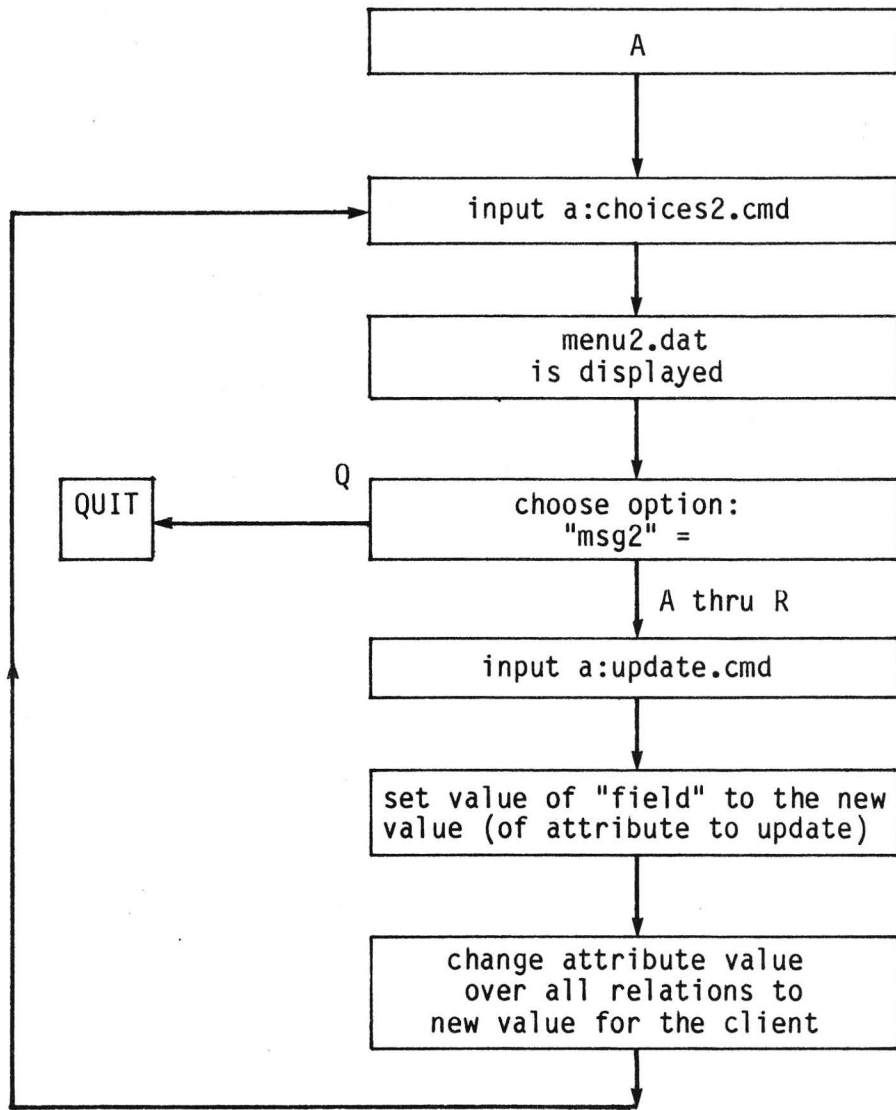 A
input a:choices2.cmd
menu2.dat
is displayed
Q
QUIT
choose option:
"msg2" =
A thru R
input a:update.cmd
set value of "field" to the new
value (of attribute to update)
change attribute value
over all relations to
new value for the client